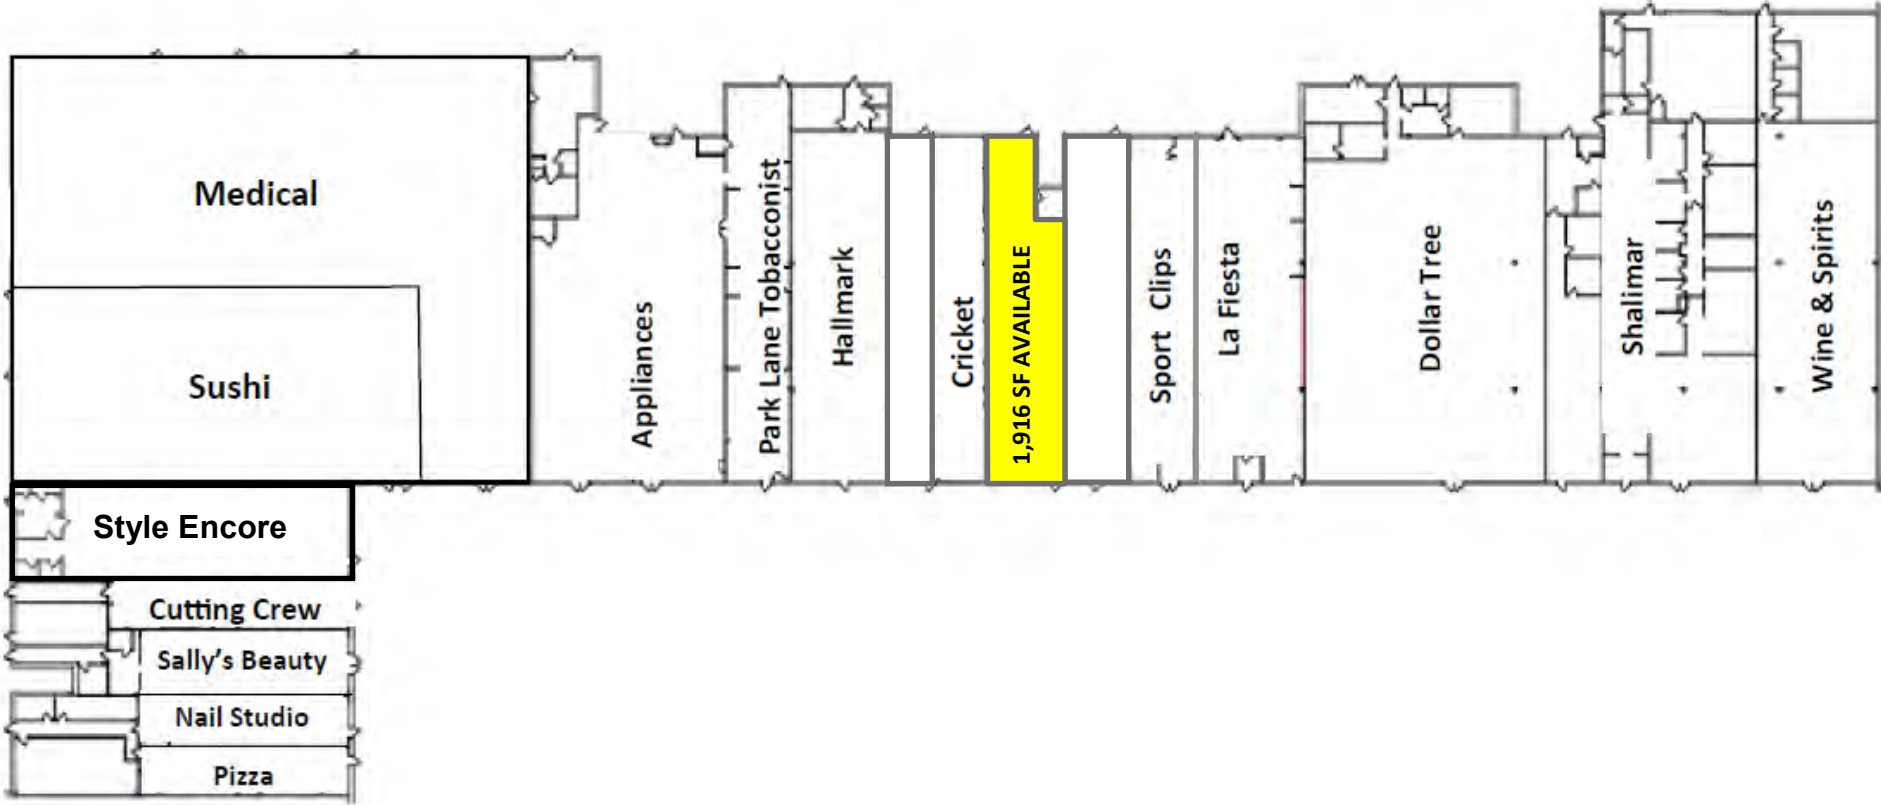 Medical
Sushi
Appliances
Park Lane Tobacconist
Hallmark
Cricket
1,916 SF AVAILABLE
Sport Clips
La Fiesta
Dollar Tree
Shalimar
Wine & Spirits
Style Encore
Cutting Crew
Sally's Beauty
Nail Studio
Pizza